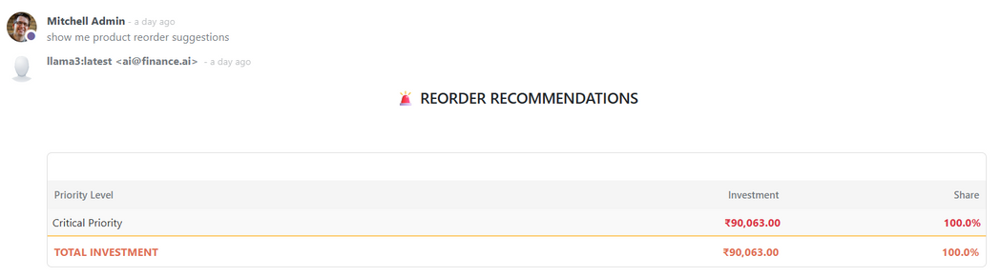 Mitchell Admin - a day ago
show me product reorder suggestions
llama3:latest <ai@finance.ai> - a day ago
🚨 REORDER RECOMMENDATIONS
Priority Level Investment Share
Critical Priority ₹90,063.00 100.0%
TOTAL INVESTMENT ₹90,063.00 100.0%